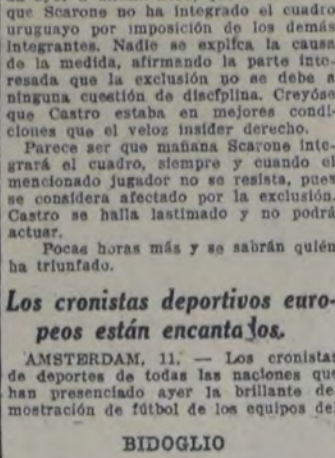 que Scarone no ha integrado el cuadro
uruguayo por imposición de los demás
integrantes. Nadie se explica la causa
de la medida, afirmando la parte inte-
resada que la exclusión no se debe a
ninguna cuestión de disciplina. Creyóse
que Castro estaba en mejores condi-
ciones que el veloz insider derecho.
Parece ser que mañana Scarone inte-
grará el cuadro, siempre y cuando el
mencionado jugador no se resista, pues
se considera afectado por la exclusión.
Castro se halla lastimado y no podrá
actuar.
Pocas horas más y se sabrán quién
ha triunfado.
Los cronistas deportivos euro-
peos están encantados.
AMSTERDAM, 11. — Los cronistas
de deportes de todas las naciones que
han presenciado ayer la brillante de-
mostración de fútbol de los equipos de
BIDOGLIO